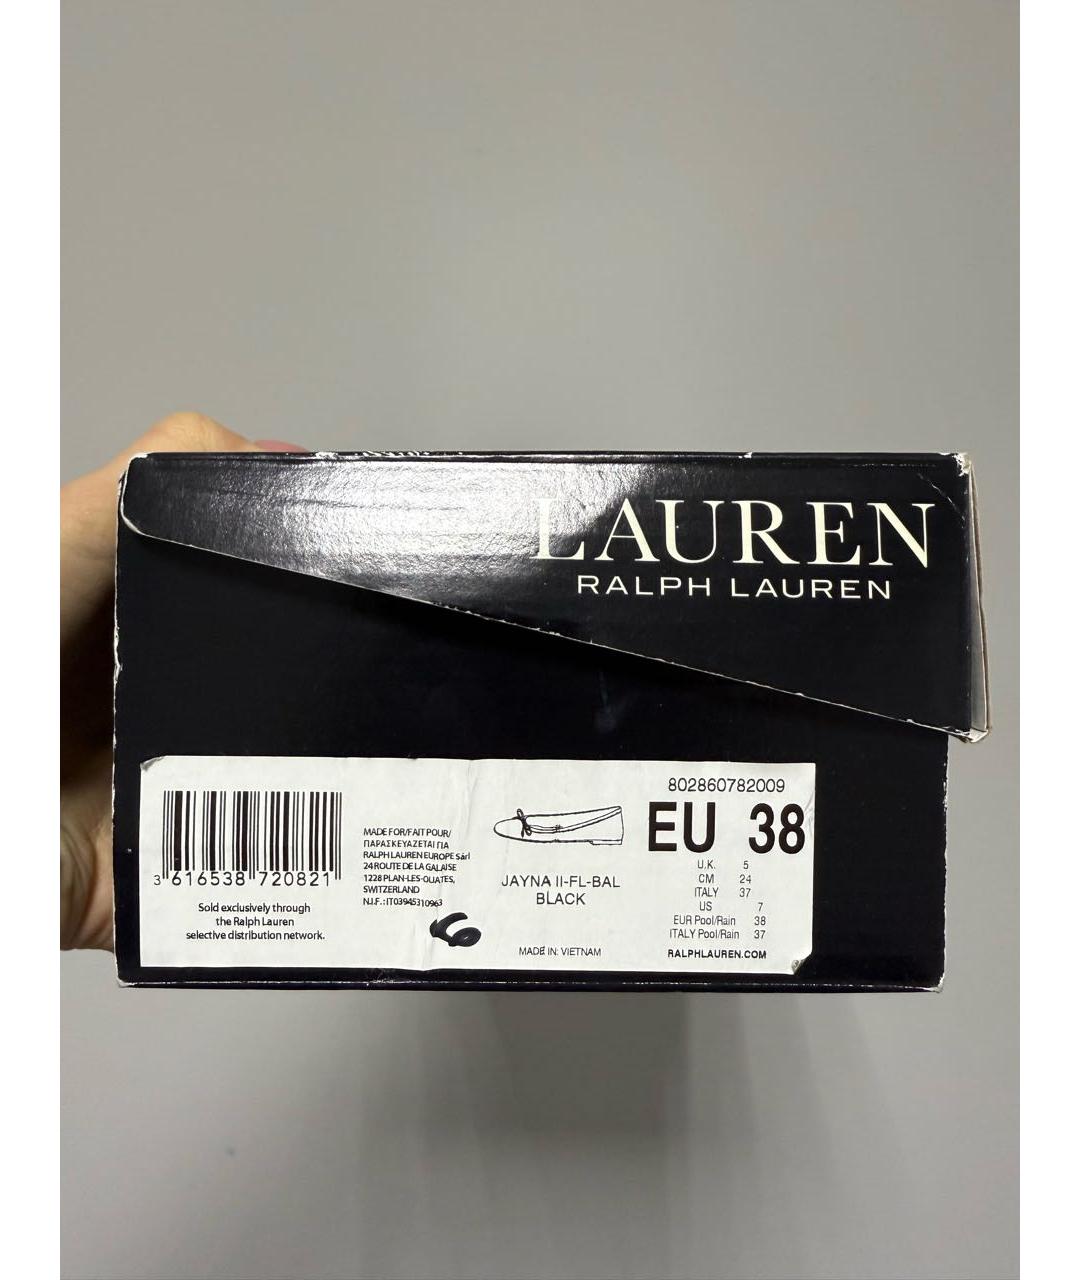 LAUREN
RALPH LAUREN
3 616538 720821
Sold exclusively through
the Ralph Lauren
selective distribution network.
MADE FOR/FAIT POUR/
ΠΑΡΑΣΚΕΥΑΖΕΤΑΙ ΓΙΑ
RALPH LAUREN EUROPE Sàrl
24 ROUTE DE LA GALAISE
1228 PLAN-LES-OUATES,
SWITZERLAND
N.I.F.: IT03945310963
JAYNA II-FL-BAL
BLACK
MADE IN: VIETNAM
802860782009
EU 38
U.K. 5
CM 24
ITALY 37
US 7
EUR Pool/Rain 38
ITALY Pool/Rain 37
RALPHLAUREN.COM